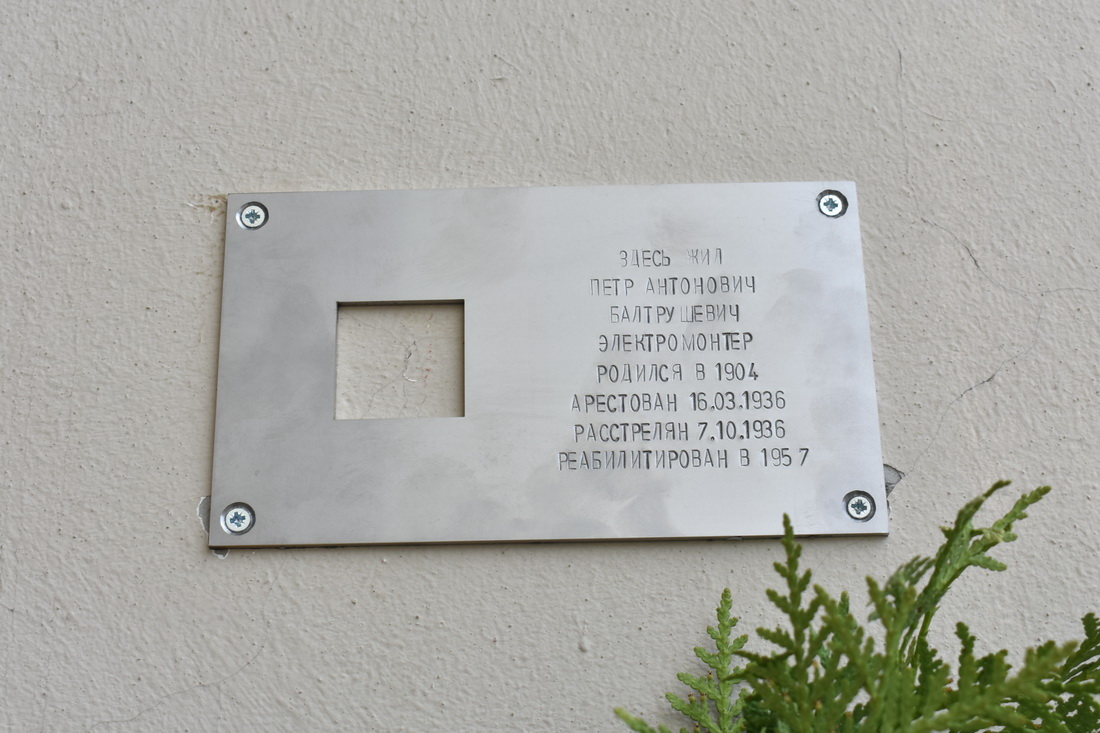 ЗДЕСЬ ЖИЛ
ПЕТР АНТОНОВИЧ
БАЛТРУШЕВИЧ
ЭЛЕКТРОМОНТЕР
РОДИЛСЯ В 1904
АРЕСТОВАН 16.03.1936
РАССТРЕЛЯН 7.10.1936
РЕАБИЛИТИРОВАН В 1957